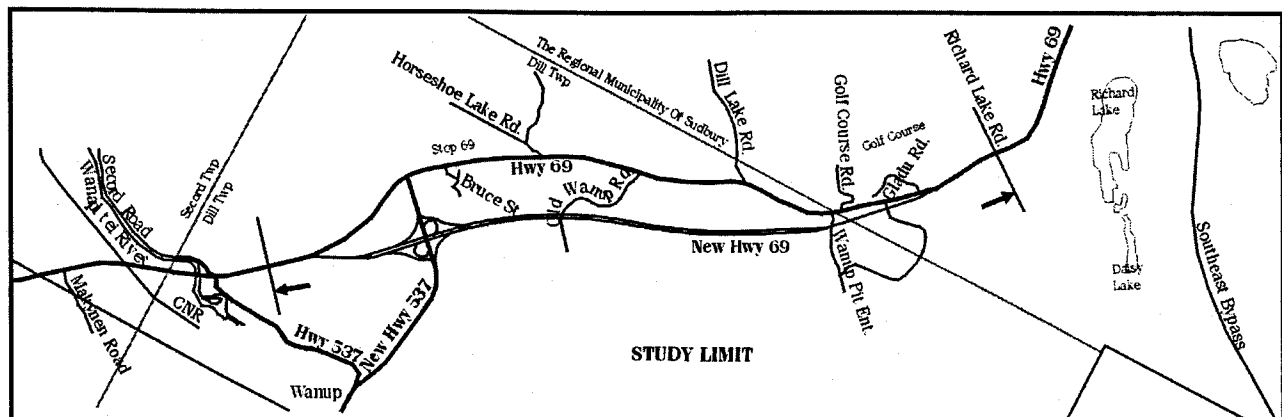 The Regional Municipality Of Sudbury
Dill Twp
Hwy 69
Richard Lake Rd.
Horseshoe Lake Rd.
Dill Lake Rd.
Golf Course Rd.
Golf Course
Gladu Rd.
Richard
Lake
Second Twp
Dill Twp
Stop 69
Hwy 69
Bruce St
Old
Wanup Rd
Second Road
Wanapitei River
New Hwy 69
Wanup Pit Ent.
Daisy
Lake
Southeast Bypass
CNR
Makynen Road
Hwy 537
New Hwy 537
Wanup
STUDY LIMIT